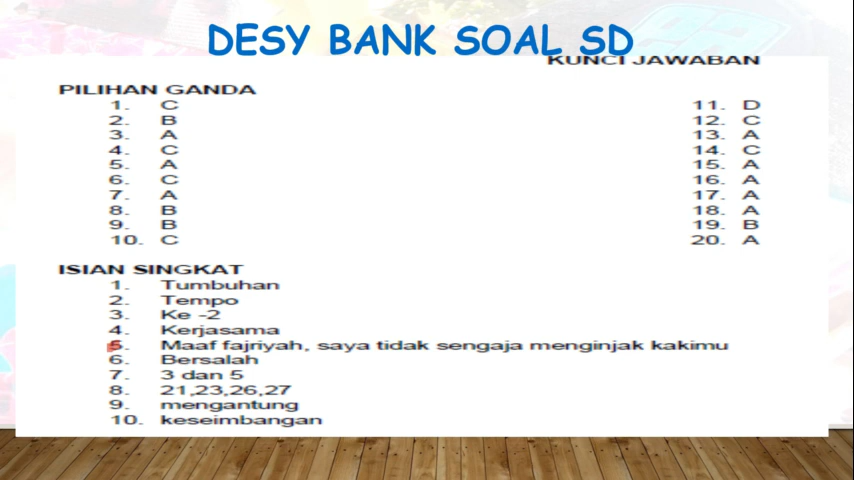 DESY BANK SOAL SD
KUNCI JAWABAN
PILIHAN GANDA
1. C
2. B
3. A
4. C
5. A
6. C
7. A
8. B
9. B
10. C
11. D
12. C
13. A
14. C
15. A
16. A
17. A
18. A
19. B
20. A
ISIAN SINGKAT
1. Tumbuhan
2. Tempo
3. Ke -2
4. Kerjasama
5. Maaf fajriyah, saya tidak sengaja menginjak kakimu
6. Bersalah
7. 3 dan 5
8. 21,23,26,27
9. mengantung
10. keseimbangan